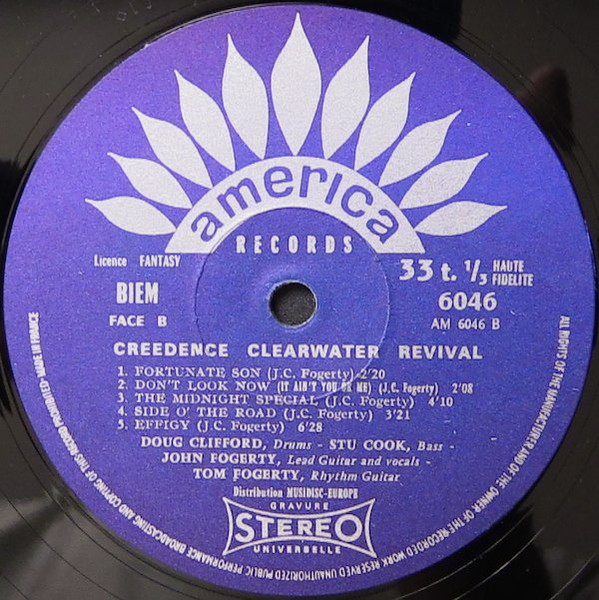 america
RECORDS
Licence FANTASY
BIEM
FACE B
33 t. 1/3 HAUTE FIDELITE
6046
AM 6046 B
CREEDENCE CLEARWATER REVIVAL
1. FORTUNATE SON (J.C. Fogerty) 2'20
2. DON'T LOOK NOW (IT AIN'T YOU OR ME) (J.C. Fogerty) 2'08
3. THE MIDNIGHT SPECIAL (J.C. Fogerty) 4'10
4. SIDE O' THE ROAD (J.C. Fogerty) 3'21
5. EFFIGY (J.C. Fogerty) 6'28
DOUG CLIFFORD, Drums - STU COOK, Bass -
JOHN FOGERTY, Lead Guitar and vocals -
TOM FOGERTY, Rhythm Guitar
Distribution MUSIDISC-EUROPE
GRAVURE
STEREO
UNIVERSELLE
ALL RIGHTS OF THE MANUFACTURER AND OF THE OWNER OF THE RECORDED WORK RESERVED UNAUTHORIZED PUBLIC PERFORMANCE BROADCASTING AND COPYING OF THIS RECORD PROHIBITED - MADE IN FRANCE